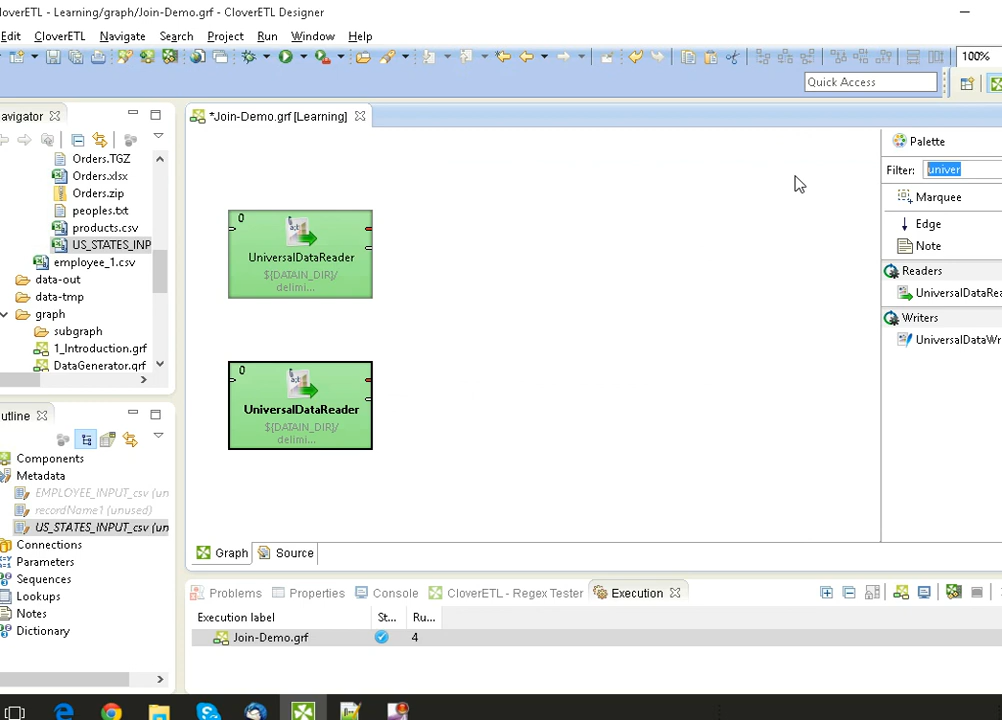 loverETL - Learning/graph/Join-Demo.grf - CloverETL Designer
Edit CloverETL Navigate Search Project Run Window Help
100%
Quick Access
avigator
*Join-Demo.grf [Learning]
Palette
Orders.TGZ
Orders.xlsx
Orders.zip
peoples.txt
products.csv
US_STATES_INP
employee_1.csv
data-out
data-tmp
graph
subgraph
1_Introduction.grf
DataGenerator.grf
Filter: univer
Marquee
Edge
Note
Readers
UniversalDataRea
Writers
UniversalDataWr
0
UniversalDataReader
${DATAIN_DIR}/
delimi...
0
UniversalDataReader
${DATAIN_DIR}/
delimi...
utline
Components
Metadata
EMPLOYEE_INPUT_csv (un
recordName1 (unused)
US_STATES_INPUT_csv (un
Connections
Parameters
Sequences
Lookups
Notes
Dictionary
Graph Source
Problems Properties Console CloverETL - Regex Tester Execution
Execution label St... Ru...
Join-Demo.grf 4